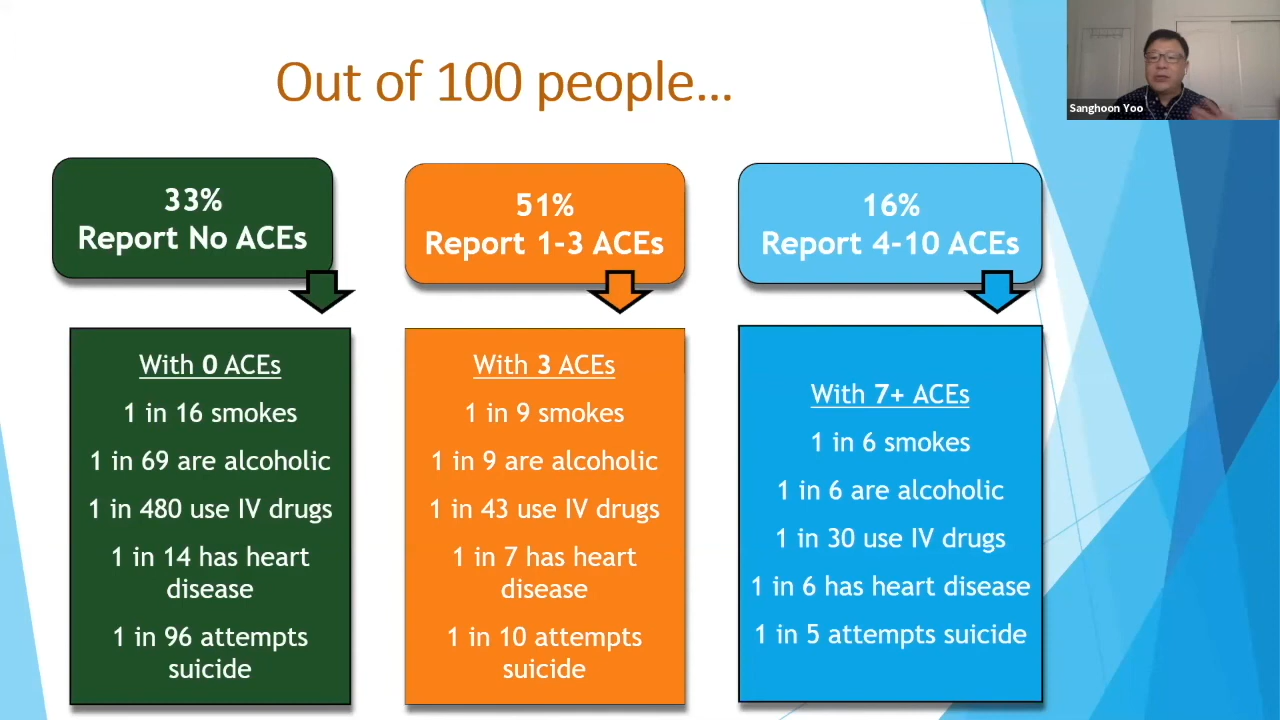 Out of 100 people...
Sanghoon Yoo
33%
Report No ACEs
51%
Report 1-3 ACEs
16%
Report 4-10 ACEs
With 0 ACEs
1 in 16 smokes
1 in 69 are alcoholic
1 in 480 use IV drugs
1 in 14 has heart
disease
1 in 96 attempts
suicide
With 3 ACEs
1 in 9 smokes
1 in 9 are alcoholic
1 in 43 use IV drugs
1 in 7 has heart
disease
1 in 10 attempts
suicide
With 7+ ACEs
1 in 6 smokes
1 in 6 are alcoholic
1 in 30 use IV drugs
1 in 6 has heart disease
1 in 5 attempts suicide